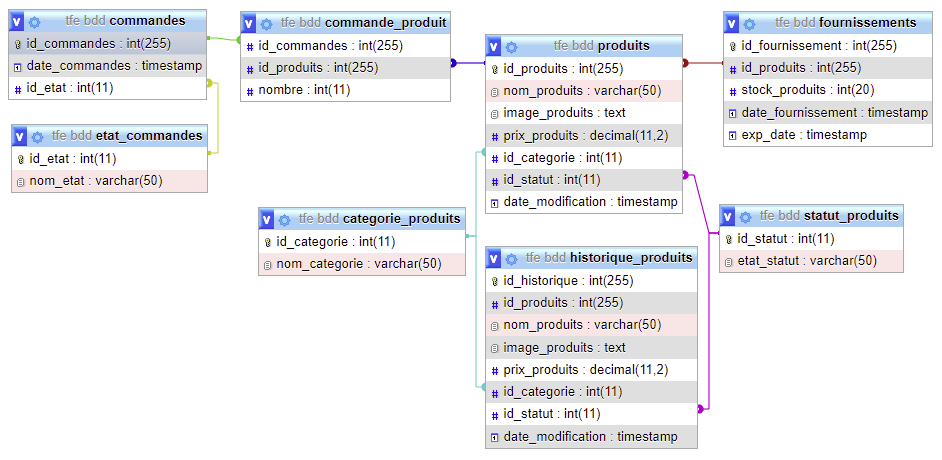 v tfe bdd commandes
id_commandes : int(255)
date_commandes : timestamp
# id_etat : int(11)
v tfe bdd etat_commandes
id_etat : int(11)
nom_etat : varchar(50)
v tfe bdd commande_produit
# id_commandes : int(255)
# id_produits : int(255)
# nombre : int(11)
v tfe bdd categorie_produits
id_categorie : int(11)
nom_categorie : varchar(50)
v tfe bdd produits
id_produits : int(255)
nom_produits : varchar(50)
image_produits : text
# prix_produits : decimal(11,2)
# id_categorie : int(11)
# id_statut : int(11)
date_modification : timestamp
v tfe bdd historique_produits
id_historique : int(255)
# id_produits : int(255)
nom_produits : varchar(50)
image_produits : text
# prix_produits : decimal(11,2)
# id_categorie : int(11)
# id_statut : int(11)
date_modification : timestamp
v tfe bdd fournissements
id_fournissement : int(255)
# id_produits : int(255)
# stock_produits : int(20)
date_fournissement : timestamp
exp_date : timestamp
v tfe bdd statut_produits
id_statut : int(11)
etat_statut : varchar(50)